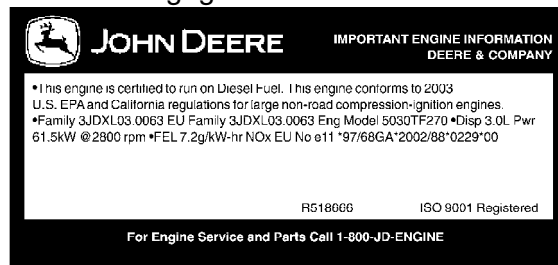 JOHN DEERE
IMPORTANT ENGINE INFORMATION
DEERE & COMPANY
•This engine is certified to run on Diesel Fuel. This engine conforms to 2003
U.S. EPA and California regulations for large non-road compression-ignition engines.
•Family 3JDXL03.0063 EU Family 3JDXL03.0063 Eng Model 5030TF270 •Disp 3.0L Pwr
61.5kW @2800 rpm •FEL 7.2g/kW-hr NOx EU No e11 *97/68GA*2002/88*0229*00
R518666 ISO 9001 Registered
For Engine Service and Parts Call 1-800-JD-ENGINE